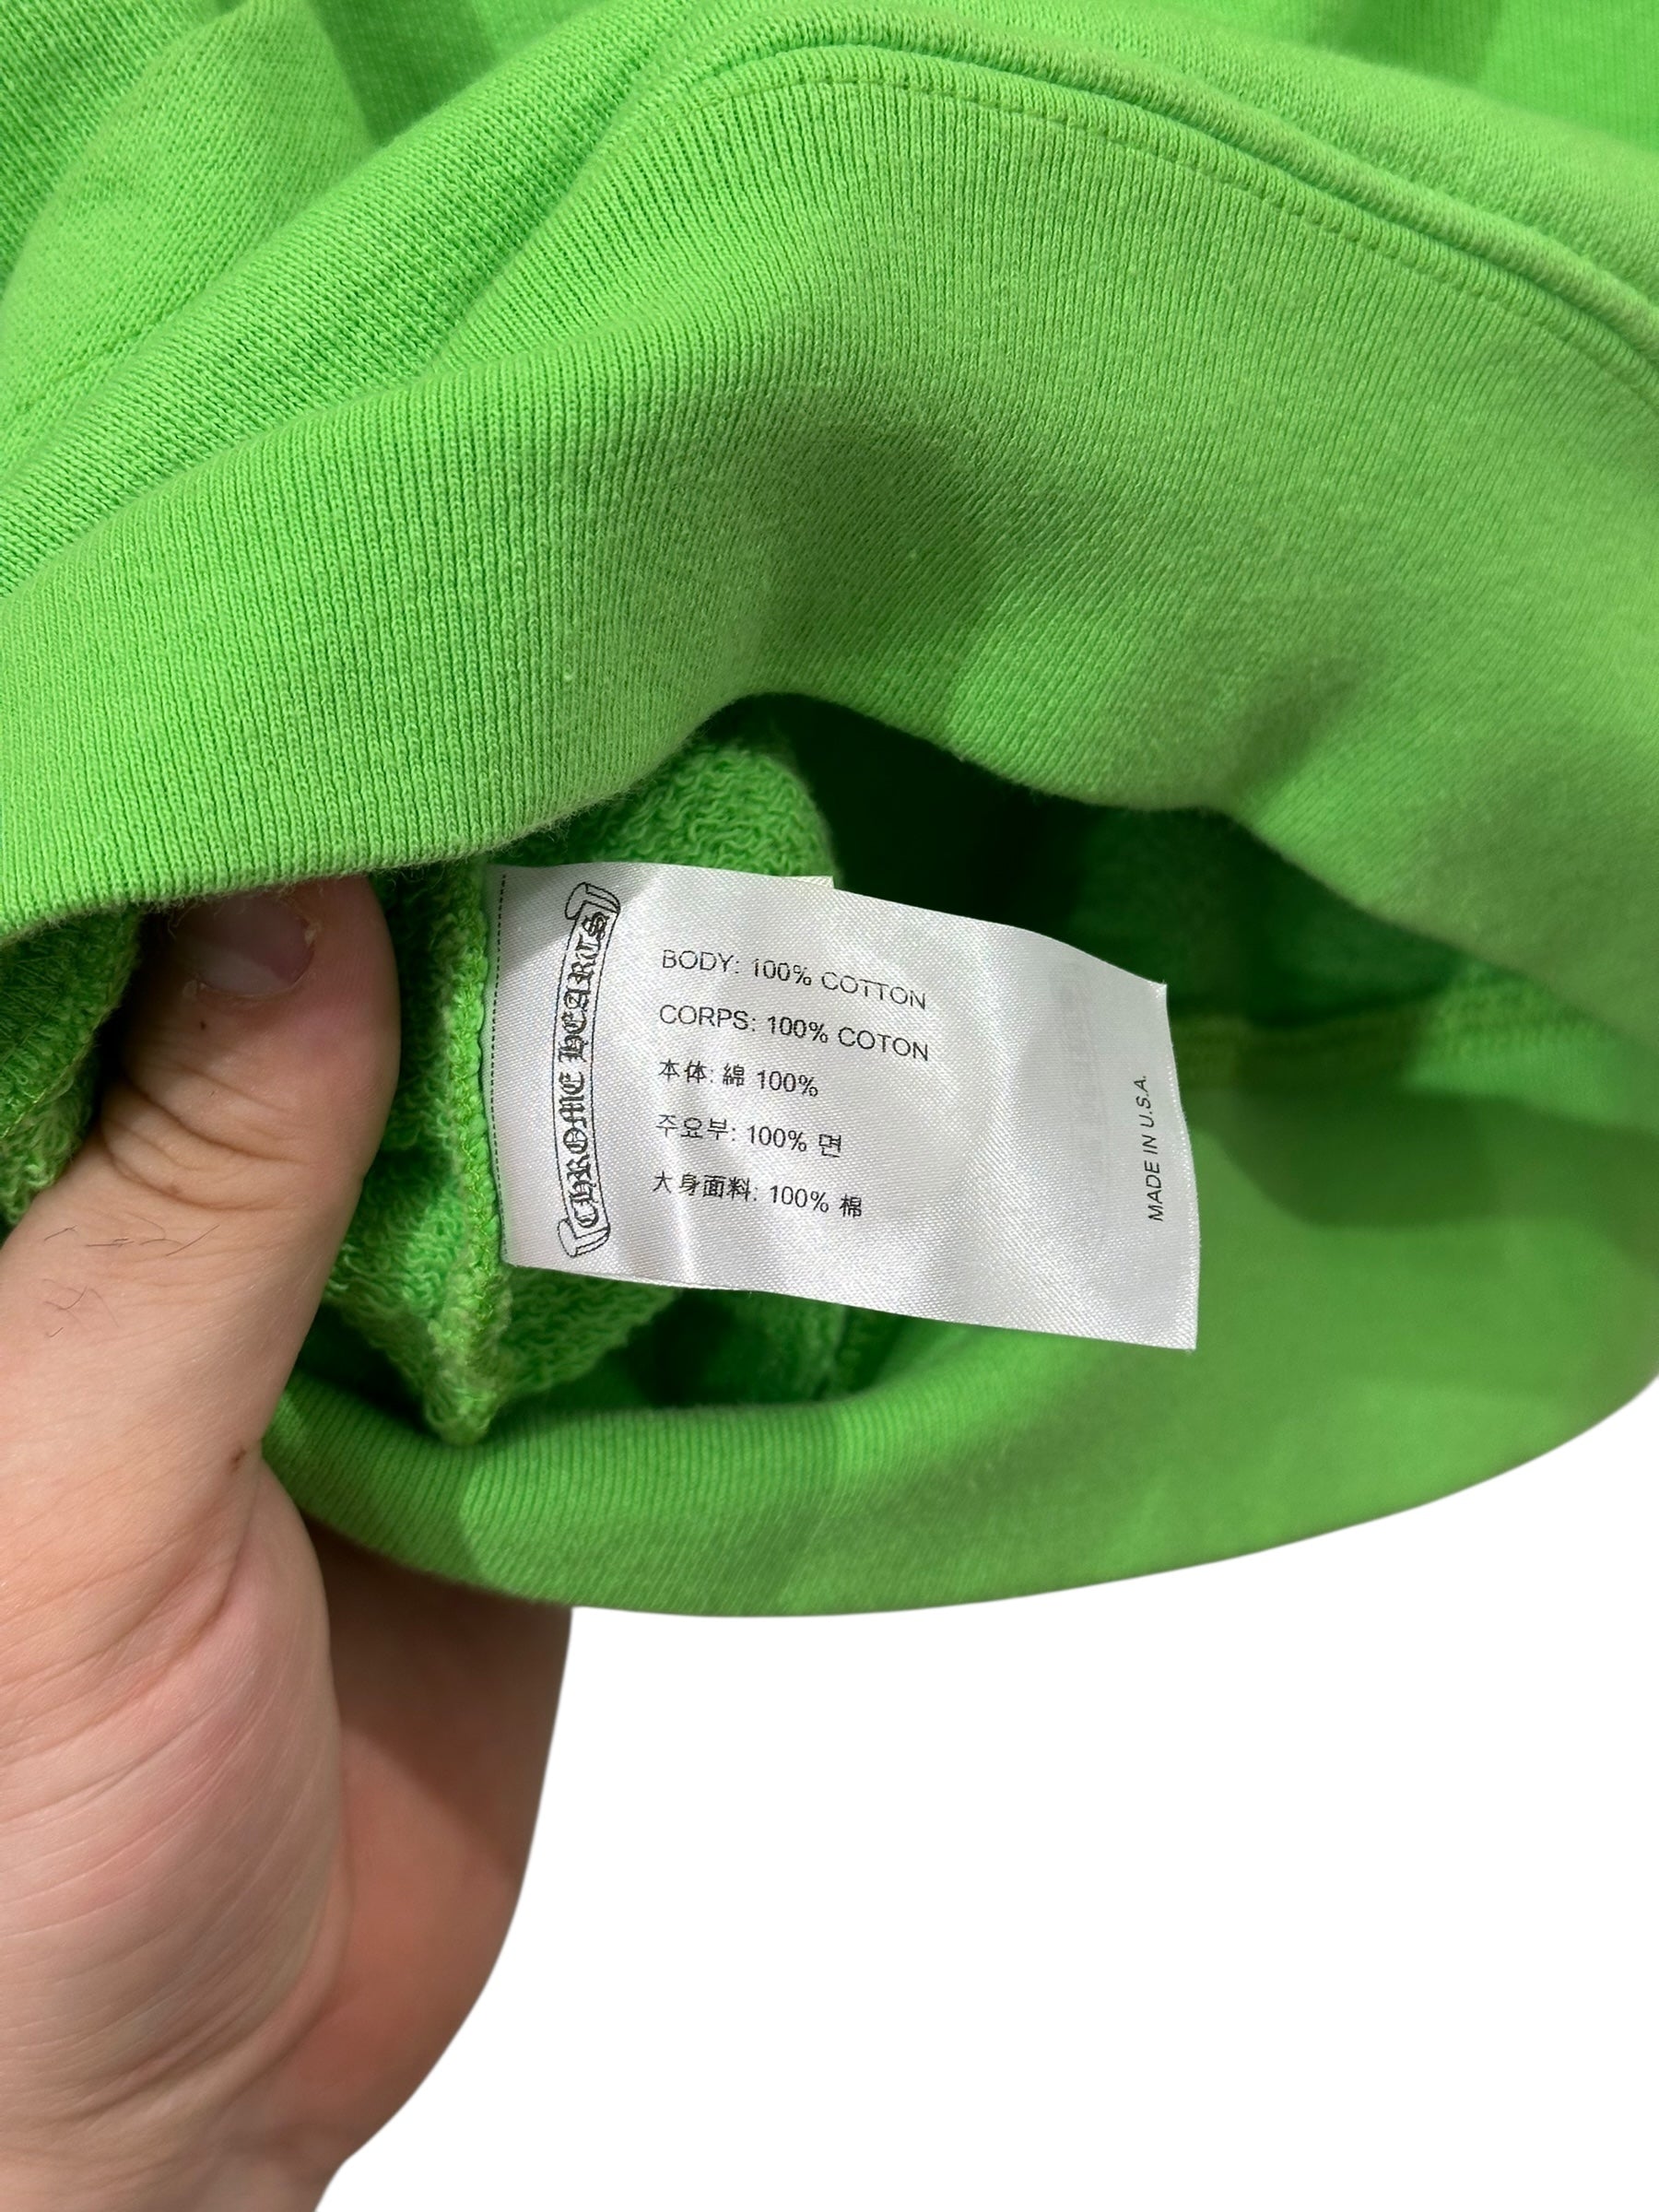 CHROME HEARTS
BODY: 100% COTTON
CORPS: 100% COTON
本体: 綿 100%
주요부: 100% 면
大身面料: 100% 棉
MADE IN U.S.A.